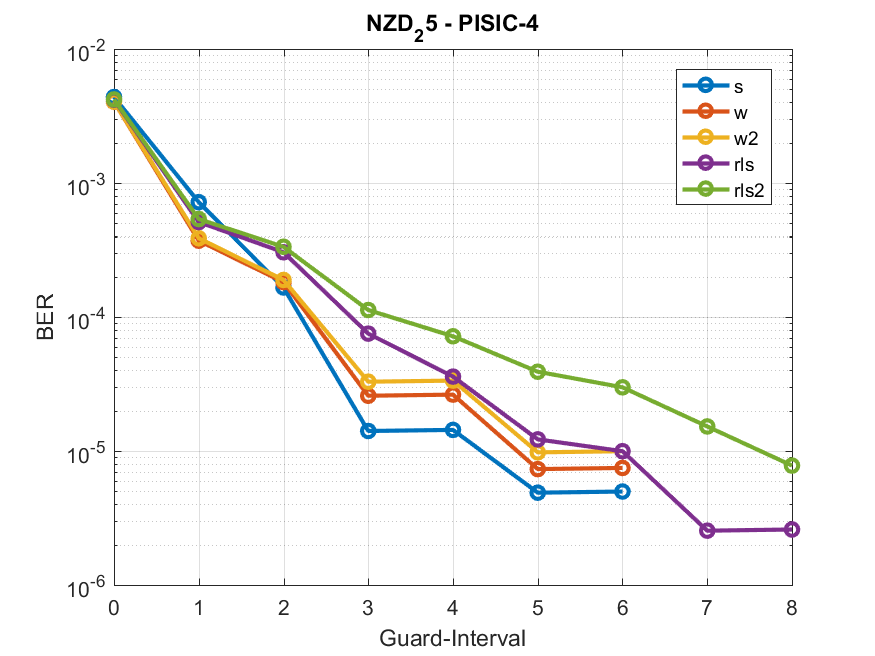 NZD₂5 - PISIC-4
10⁻²
10⁻³
10⁻⁴
10⁻⁵
10⁻⁶
BER
s
w
w2
rls
rls2
0 1 2 3 4 5 6 7 8
Guard-Interval